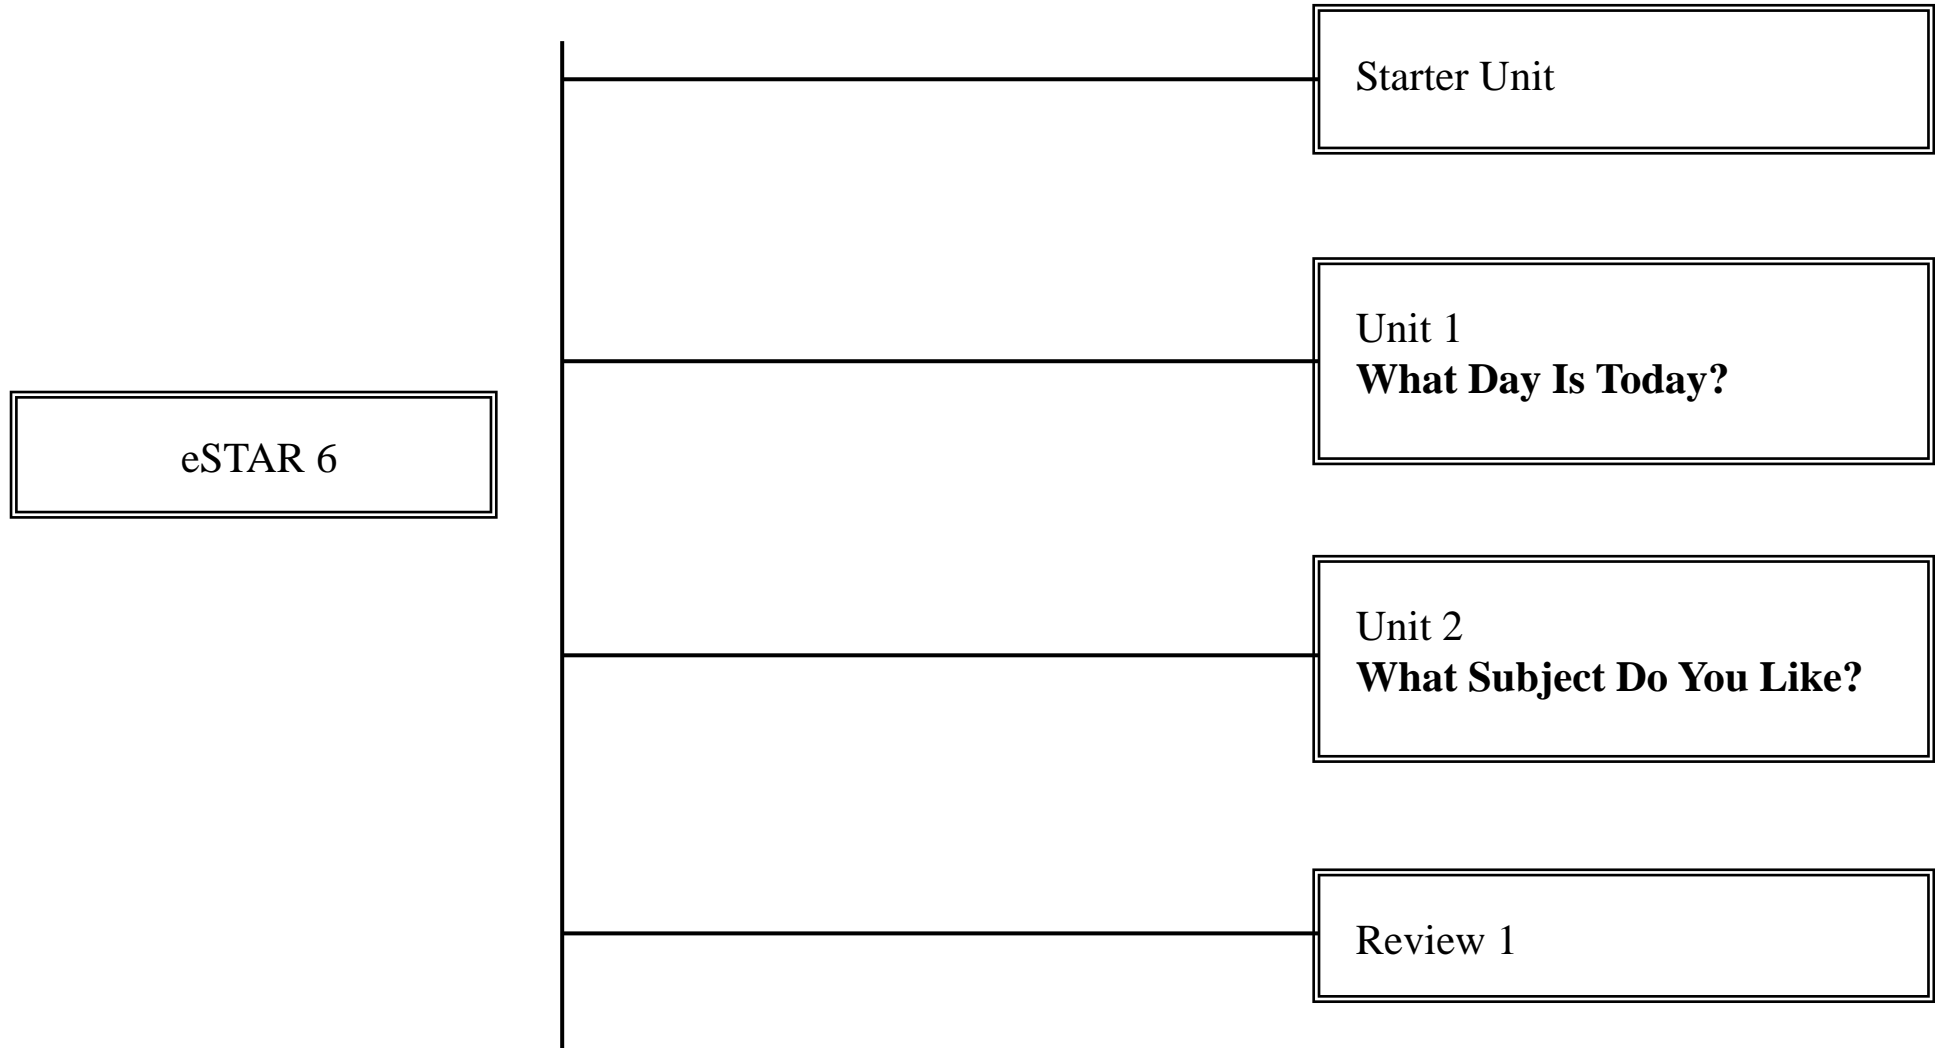 eSTAR 6
Starter Unit
Unit 1
What Day Is Today?
Unit 2
What Subject Do You Like?
Review 1